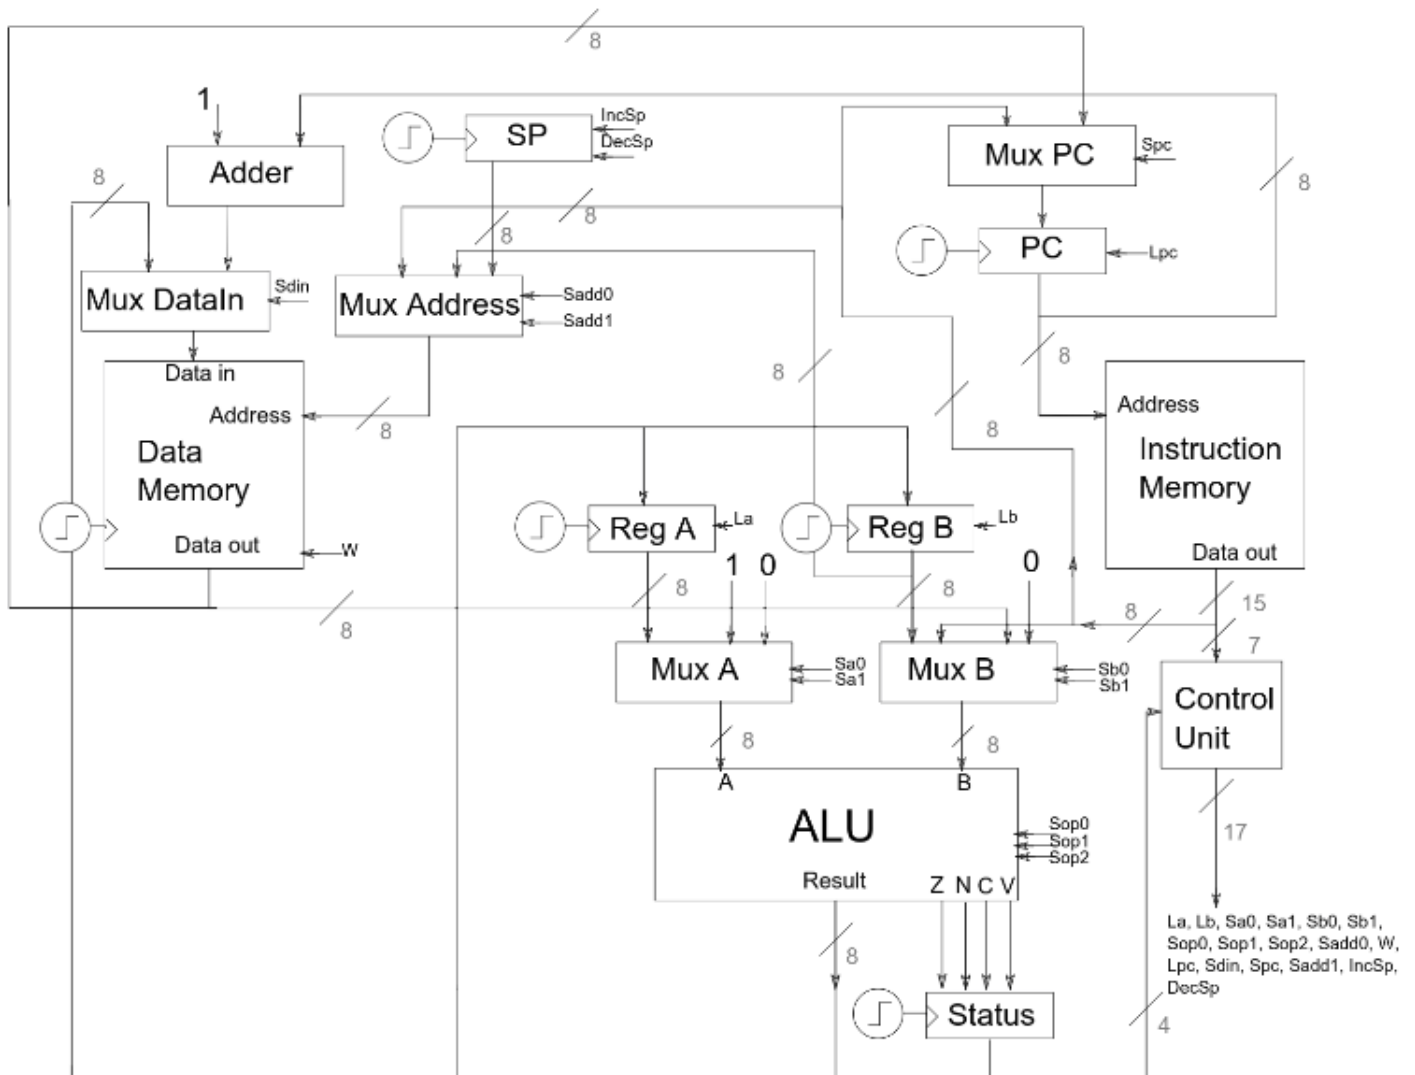 8
1
IncSp
SP
DecSp
Adder
Mux PC
Spc
8
8
8
8
PC
Lpc
Mux DataIn
Sdin
Mux Address
Sadd0
Sadd1
8
8
Data in
Address
8
Data
Memory
Data out
W
8
Address
Instruction
Memory
Data out
Reg A
La
Reg B
Lb
1 0
0
8
8
8
8
15
7
Mux A
Sa0
Sa1
Mux B
Sb0
Sb1
Control
Unit
8
8
A
B
ALU
Sop0
Sop1
Sop2
Result
Z N C V
17
8
La, Lb, Sa0, Sa1, Sb0, Sb1,
Sop0, Sop1, Sop2, Sadd0, W,
Lpc, Sdin, Spc, Sadd1, IncSp,
DecSp
Status
4